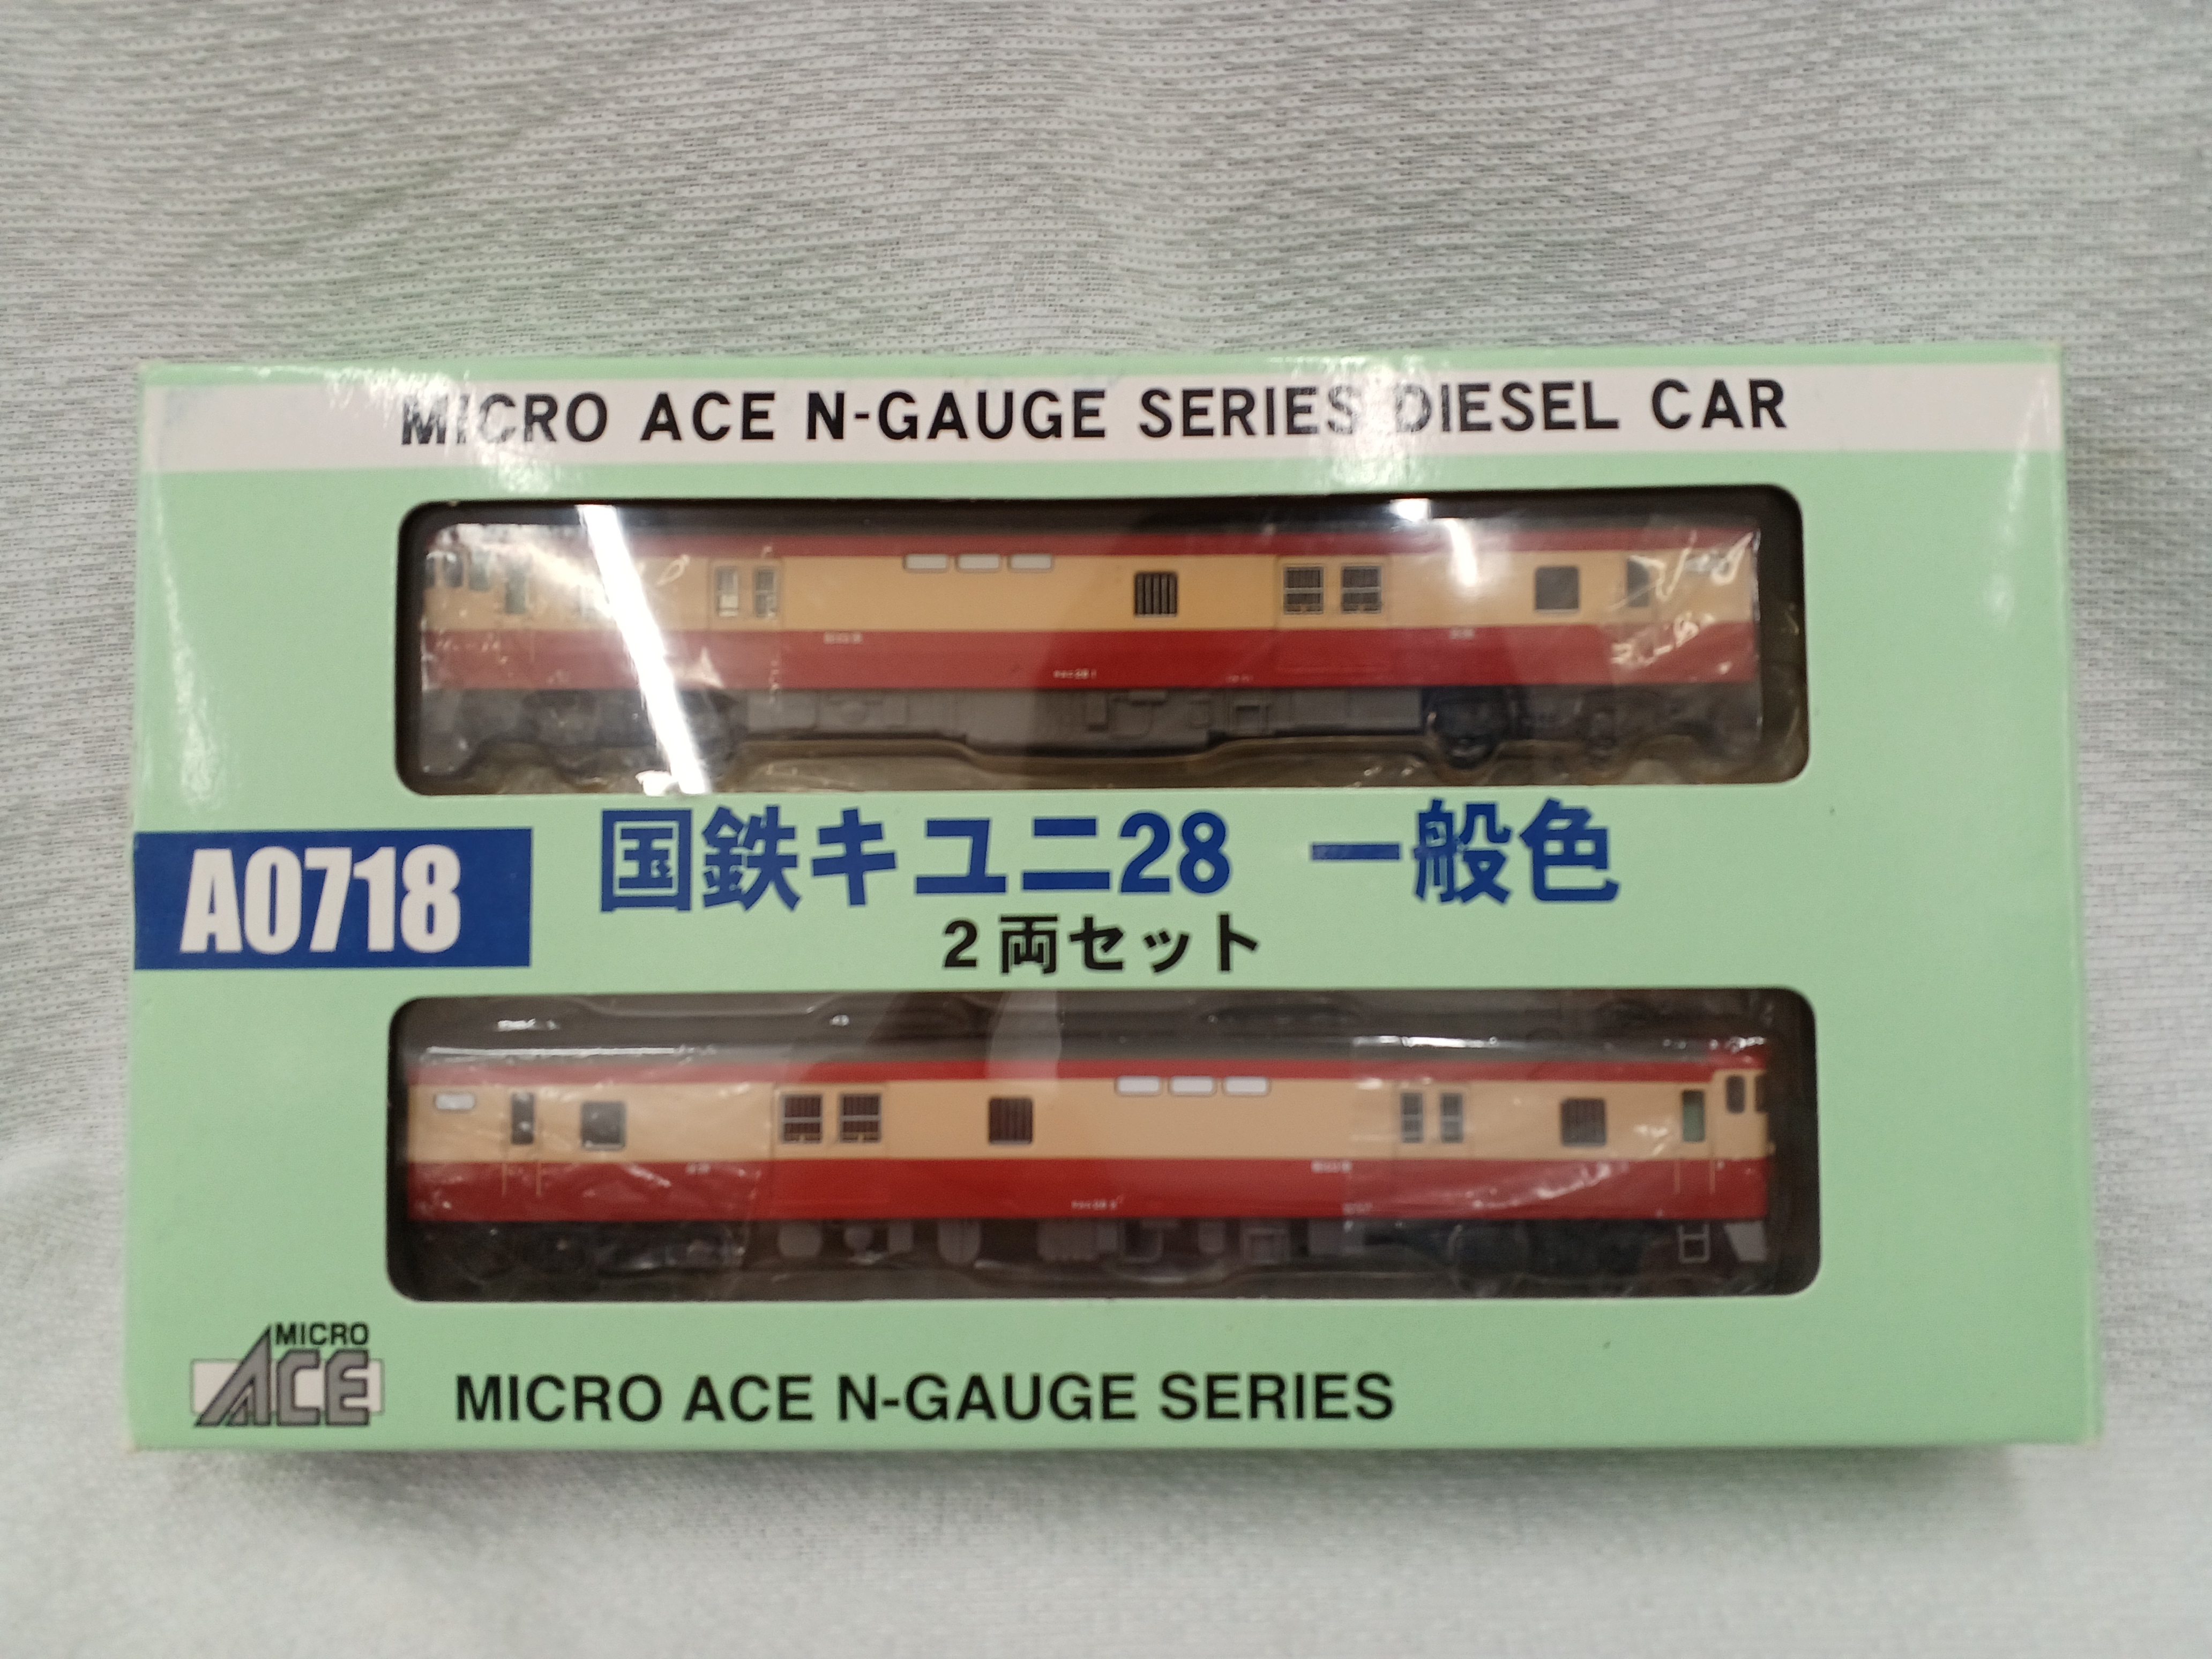 MICRO ACE N-GAUGE SERIES DIESEL CAR
A0718
国鉄キユニ28 一般色
2両セット
MICRO
ACE
MICRO ACE N-GAUGE SERIES